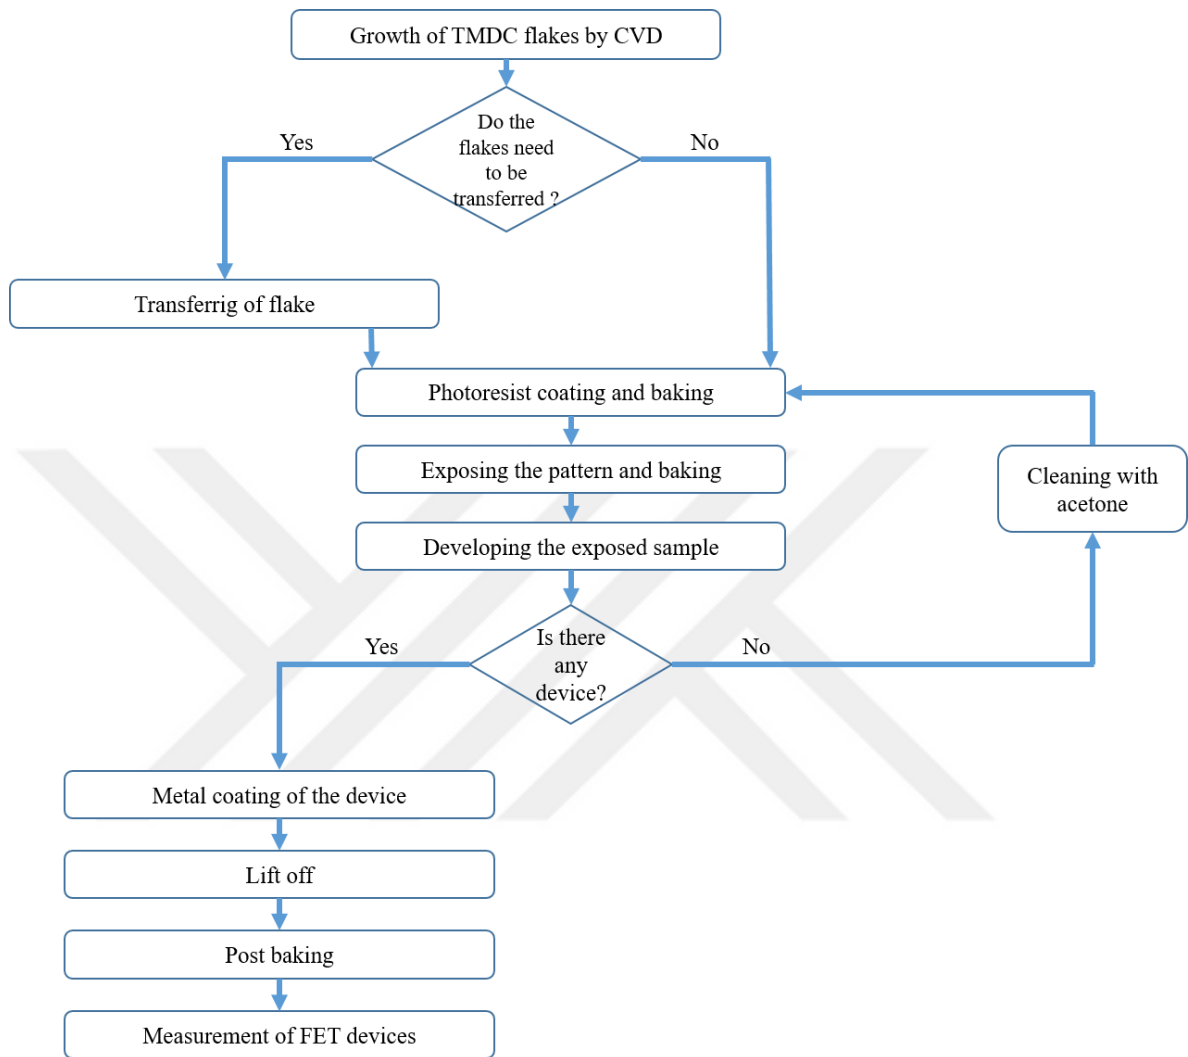 Growth of TMDC flakes by CVD
Do the
flakes need
to be
transferred ?
Yes
No
Transferrig of flake
Photoresist coating and baking
Exposing the pattern and baking
Cleaning with
acetone
Developing the exposed sample
Is there
any
device?
Yes
No
Metal coating of the device
Lift off
Post baking
Measurement of FET devices